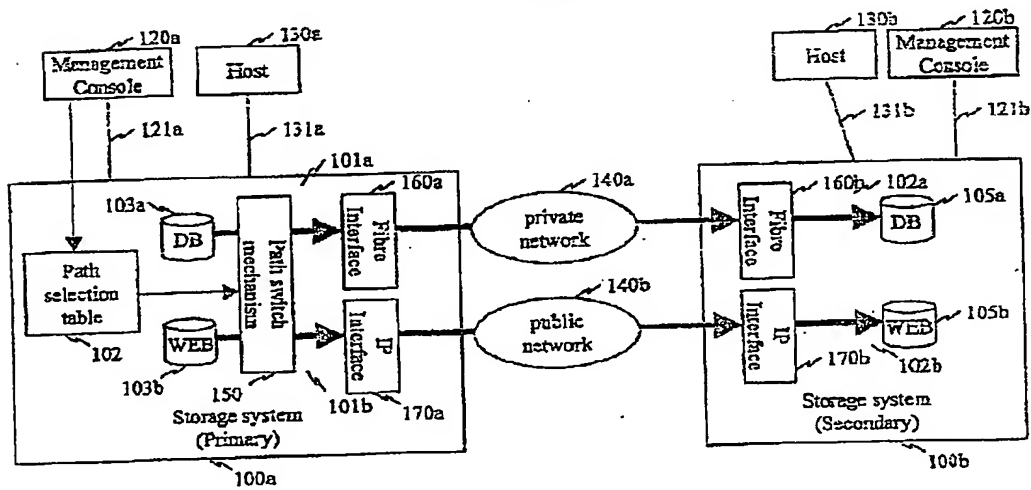 120a
130a
130b
120b
Management
Console
Host
Host
Management
Console
121a
131a
131b
121b
101a
103a
160a
140a
160b
102a
105a
DB
Path switch
mechanism
Fibro
Interface
private
network
Fibro
Interface
DB
Path
selection
table
140b
WEB
IP
Interface
public
network
IP
Interface
WEB
105b
102
103b
150
101b
170a
170b
102b
Storage system
(Primary)
Storage system
(Secondary)
100a
100b